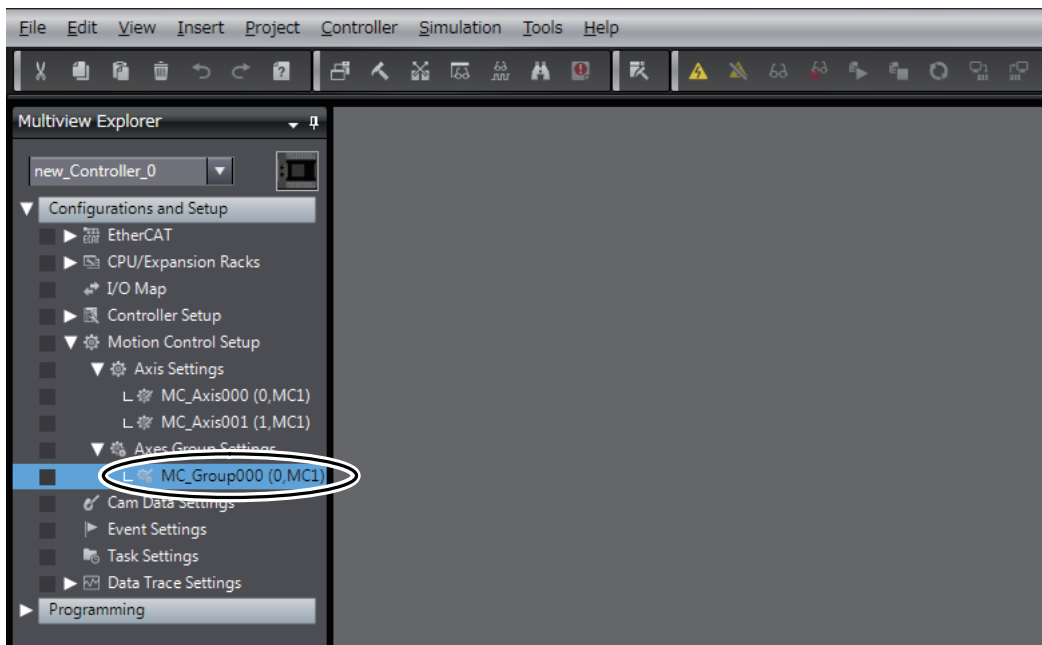 File Edit View Insert Project Controller Simulation Tools Help
Multiview Explorer
new_Controller_0
Configurations and Setup
EtherCAT
CPU/Expansion Racks
I/O Map
Controller Setup
Motion Control Setup
Axis Settings
MC_Axis000 (0,MC1)
MC_Axis001 (1,MC1)
Axes Group Settings
MC_Group000 (0,MC1)
Cam Data Settings
Event Settings
Task Settings
Data Trace Settings
Programming